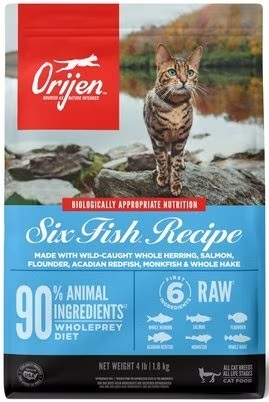 Orijen
NOURISH AS NATURE INTENDED
BIOLOGICALLY APPROPRIATE NUTRITION
Six Fish Recipe
MADE WITH WILD-CAUGHT WHOLE HERRING, SALMON,
FLOUNDER, ACADIAN REDFISH, MONKFISH & WHOLE HAKE
90% ANIMAL
INGREDIENTS
WHOLEPREY
DIET
FIRST
6
INGREDIENTS
RAW
WHOLE HERRING
SALMON
FLOUNDER
ACADIAN REDFISH
MONKFISH
WHOLE HAKE
NET WEIGHT 4 lb | 1.8 kg
ALL CAT BREEDS
ALL LIFE STAGES
CAT FOOD